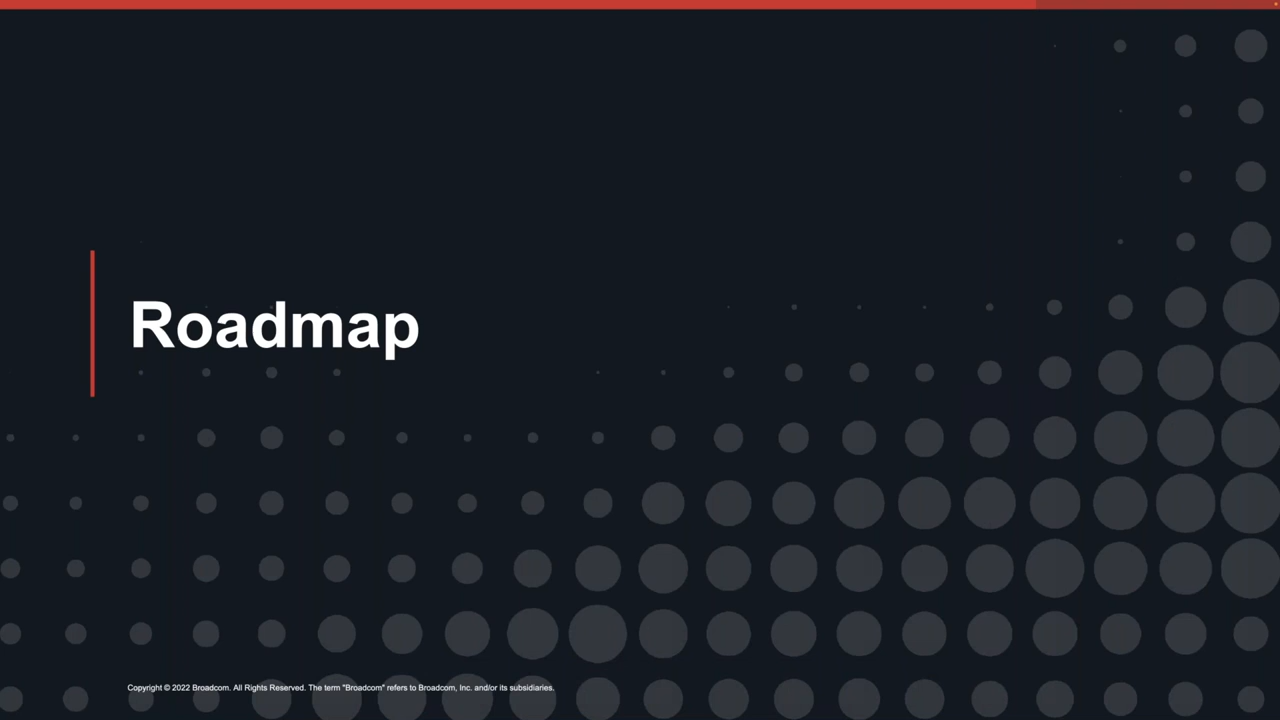 Roadmap
Copyright © 2022 Broadcom. All Rights Reserved. The term "Broadcom" refers to Broadcom, Inc. and/or its subsidiaries.